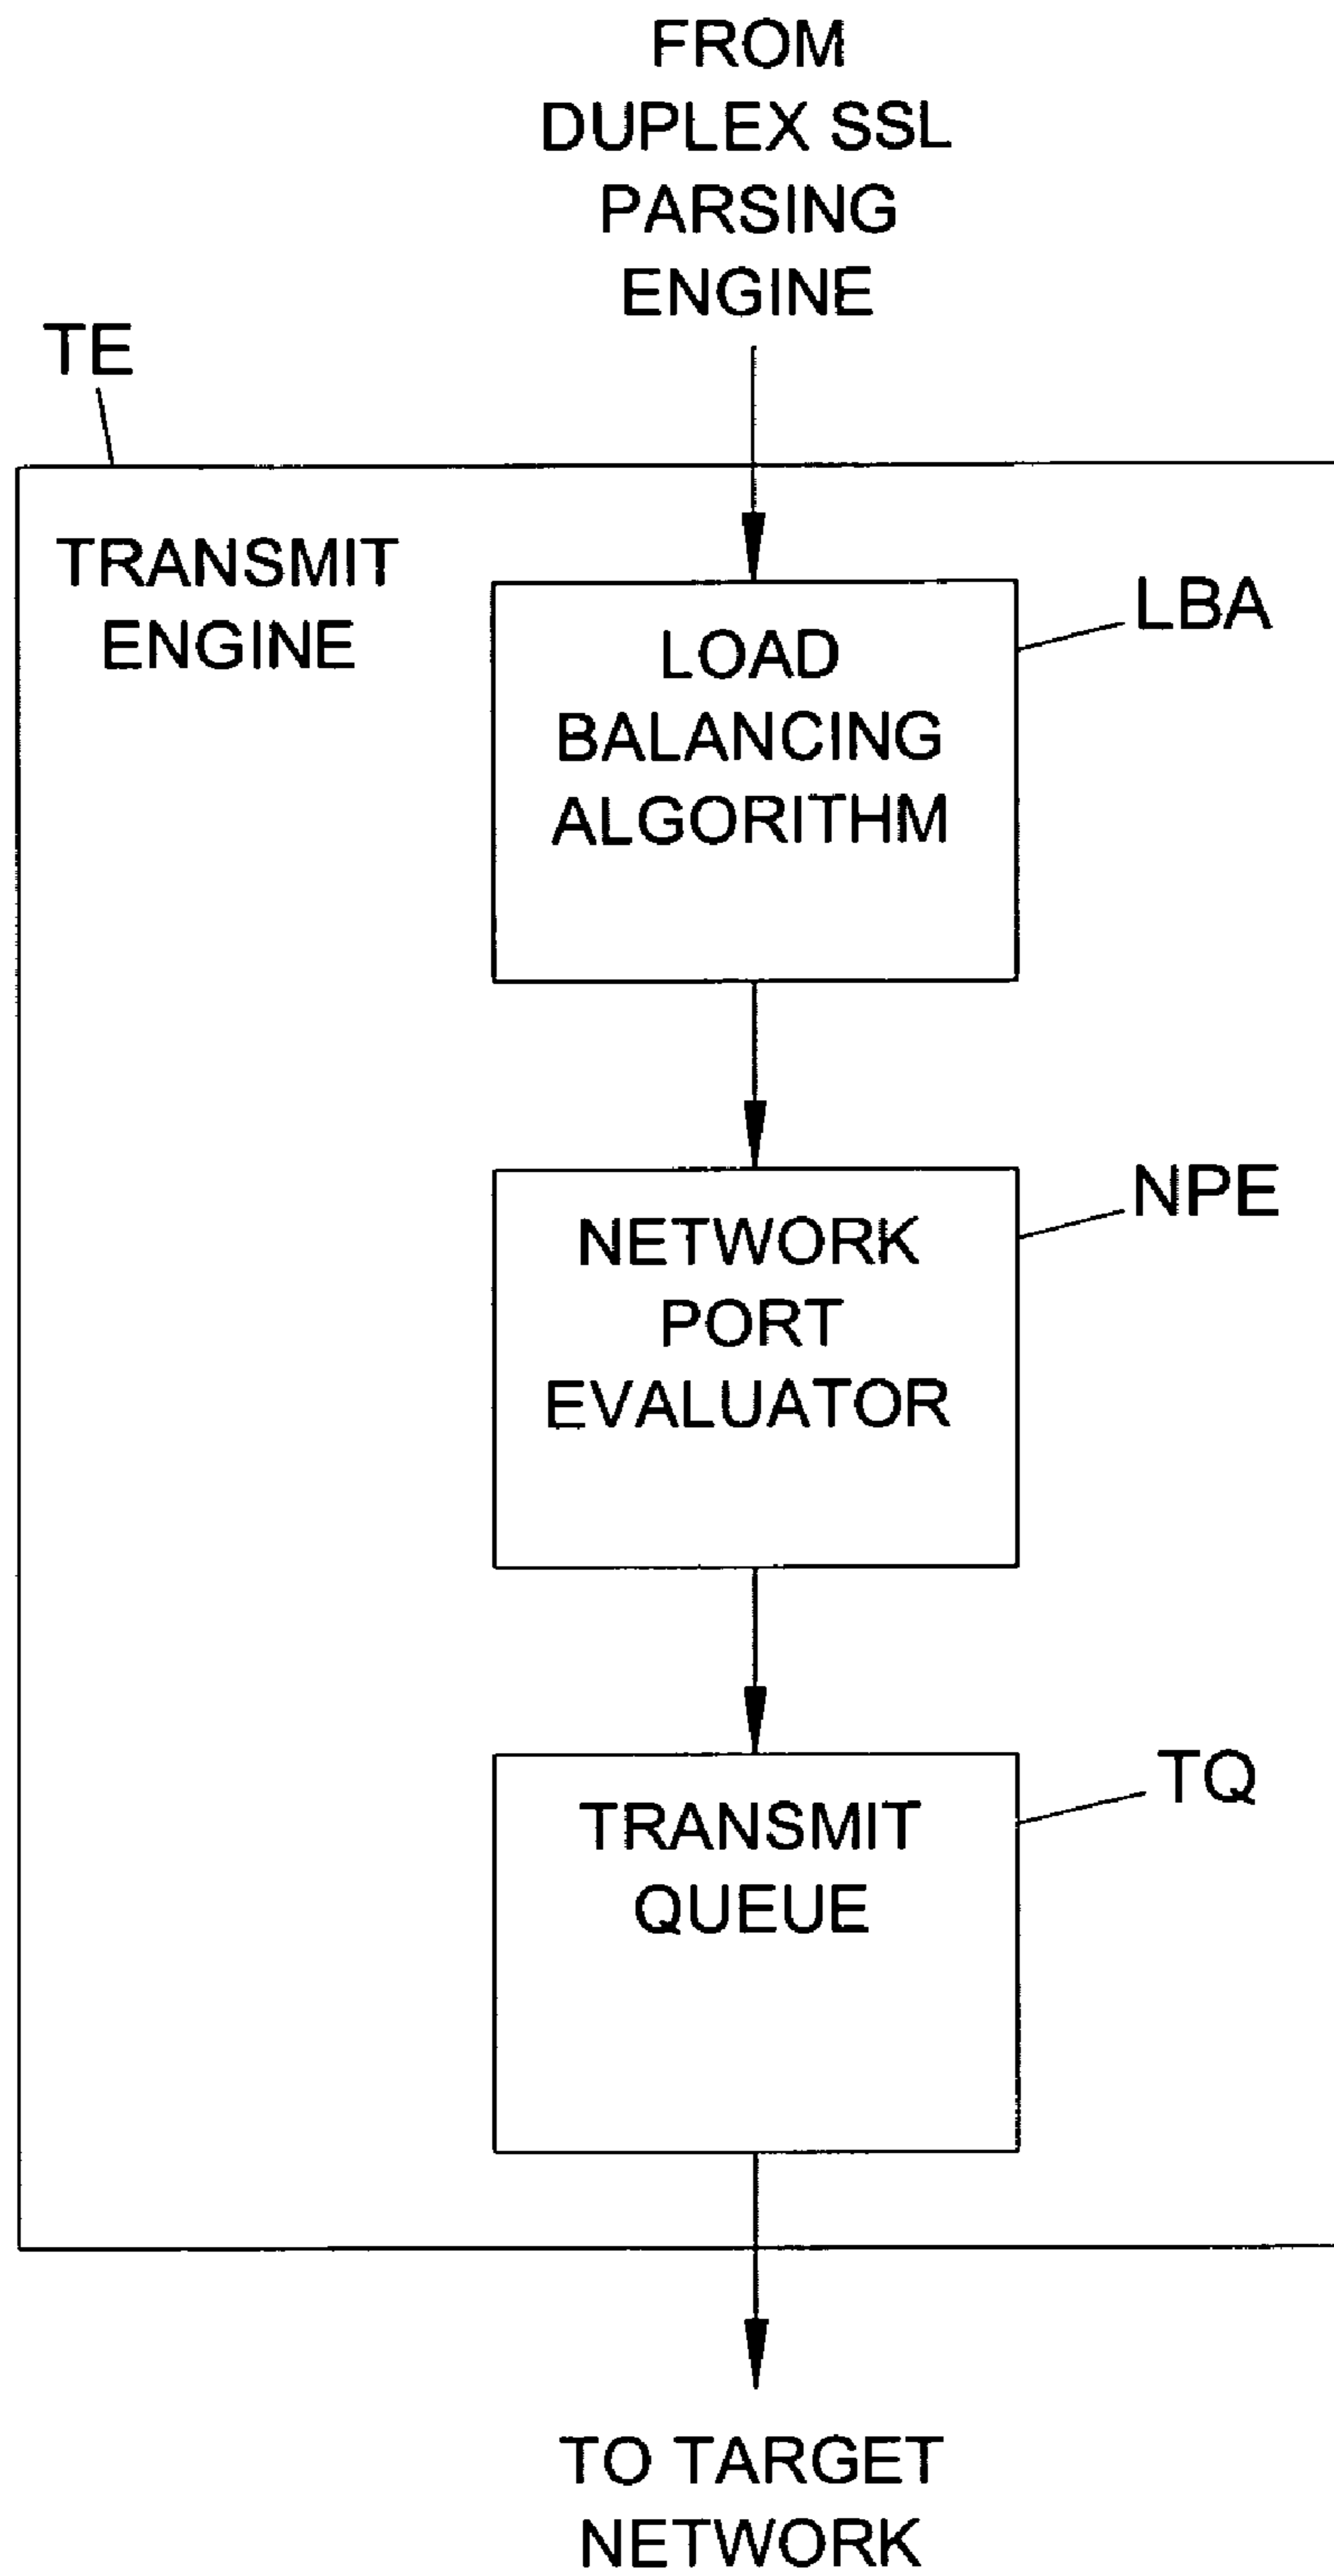 FROM
DUPLEX SSL
PARSING
ENGINE
TE
TRANSMIT
ENGINE
LOAD
BALANCING
ALGORITHM
LBA
NETWORK
PORT
EVALUATOR
NPE
TRANSMIT
QUEUE
TQ
TO TARGET
NETWORK